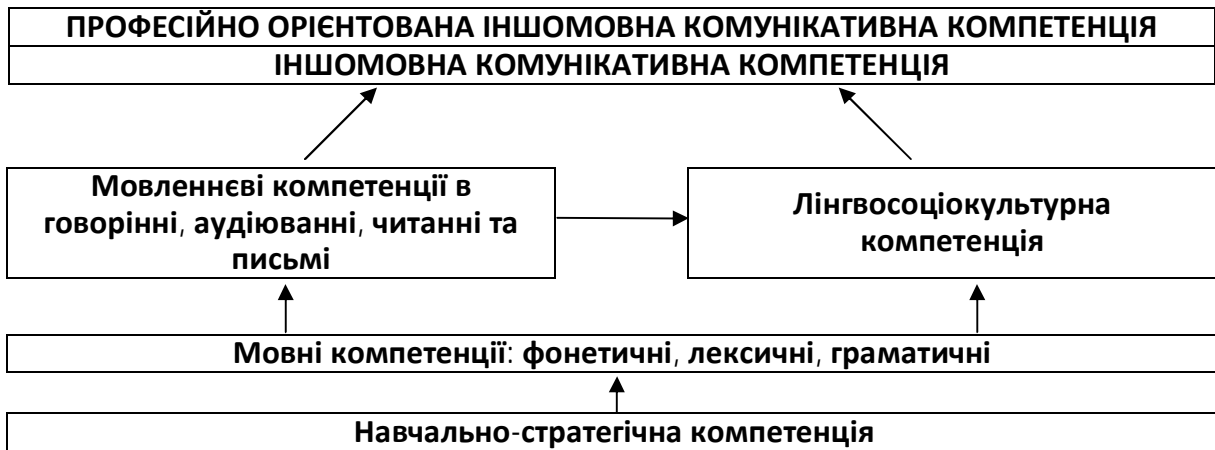 ПРОФЕСІЙНО ОРІЄНТОВАНА ІНШОМОВНА КОМУНІКАТИВНА КОМПЕТЕНЦІЯ
ІНШОМОВНА КОМУНІКАТИВНА КОМПЕТЕНЦІЯ
Мовленнєві компетенції в
говорінні, аудіюванні, читанні та
письмі
Лінгвосоціокультурна
компетенція
Мовні компетенції: фонетичні, лексичні, граматичні
Навчально-стратегічна компетенція